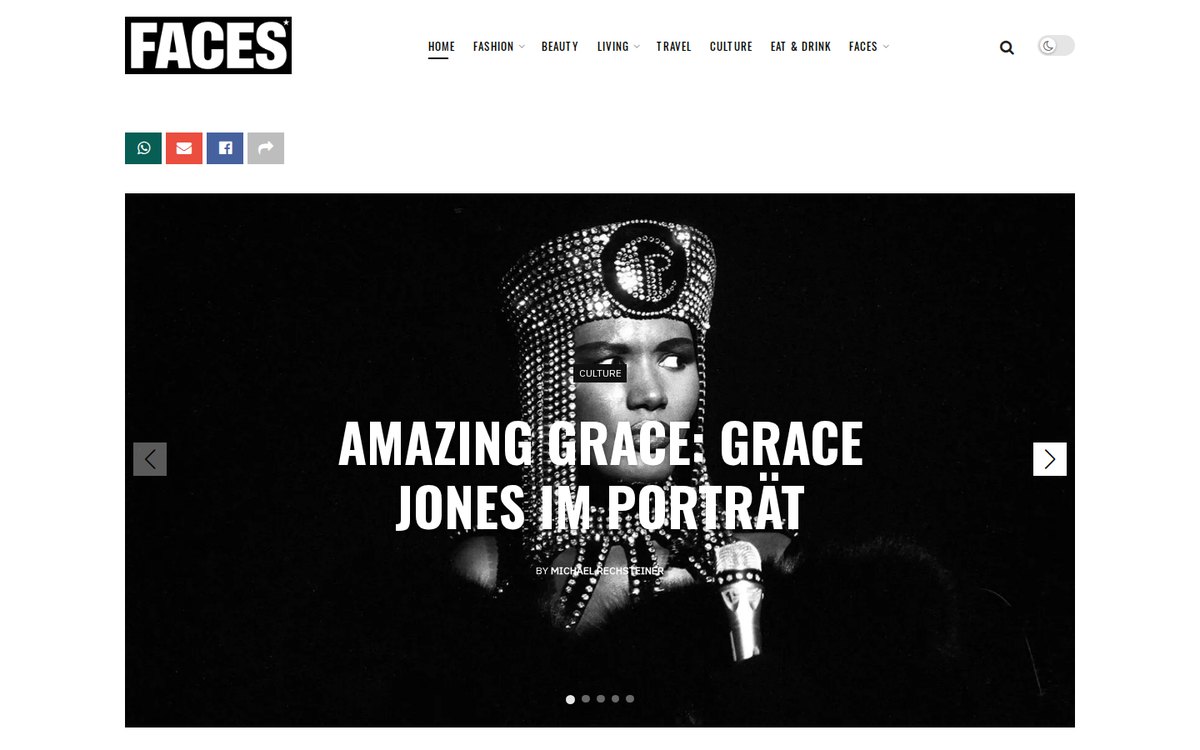 FACES
HOME FASHION BEAUTY LIVING TRAVEL CULTURE EAT & DRINK FACES
CULTURE
AMAZING GRACE: GRACE
JONES IM PORTRÄT
BY MICHAEL RECHSTEINER